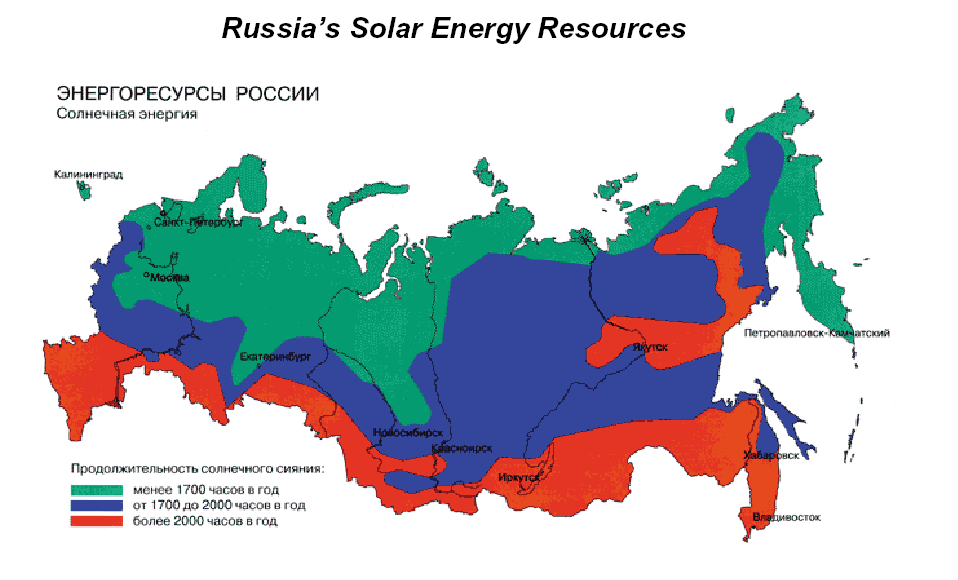 Russia's Solar Energy Resources
ЭНЕРГОРЕСУРСЫ РОССИИ
Солнечная энергия
Калининград
Санкт-Петербург
Москва
Петропавловск-Камчатский
Якутск
Екатеринбург
Новосибирск
Красноярск
Хабаровск
Иркутск
Владивосток
Продолжительность солнечного сияния:
менее 1700 часов в год
от 1700 до 2000 часов в год
более 2000 часов в год